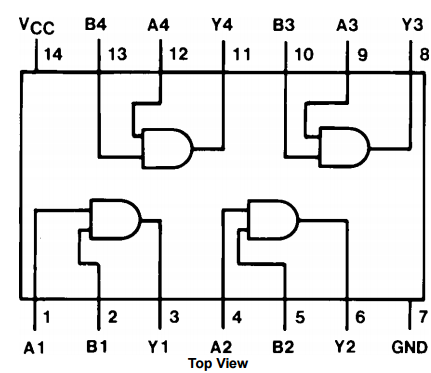 VCC B4 A4 Y4 B3 A3 Y3
14 13 12 11 10 9 8
1 2 3 4 5 6 7
A1 B1 Y1 A2 B2 Y2 GND
Top View